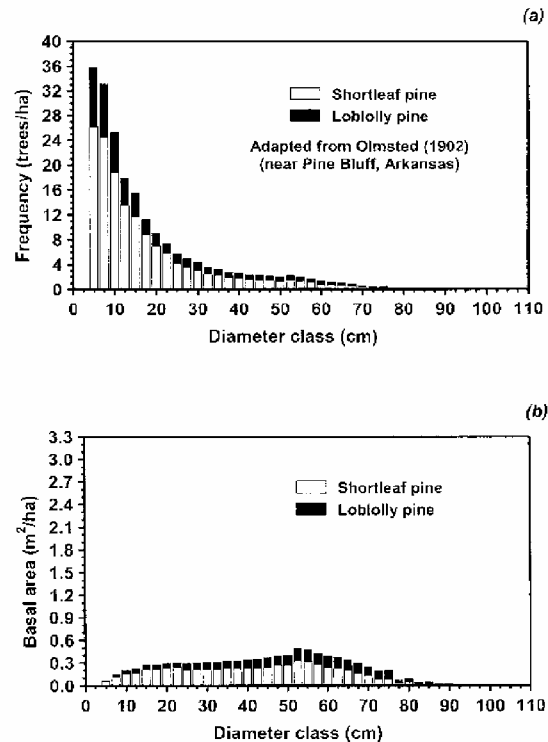 (a)
40
36
32
28
24
20
16
12
8
4
0
Frequency (trees/ha)
Shortleaf pine
Loblolly pine
Adapted from Olmsted (1902)
(near Pine Bluff, Arkansas)
0 10 20 30 40 50 60 70 80 90 100 110
Diameter class (cm)
(b)
3.3
3.0
2.7
2.4
2.1
1.8
1.5
1.2
0.9
0.6
0.3
0.0
Basal area (m²/ha)
Shortleaf pine
Loblolly pine
0 10 20 30 40 50 60 70 80 90 100 110
Diameter class (cm)